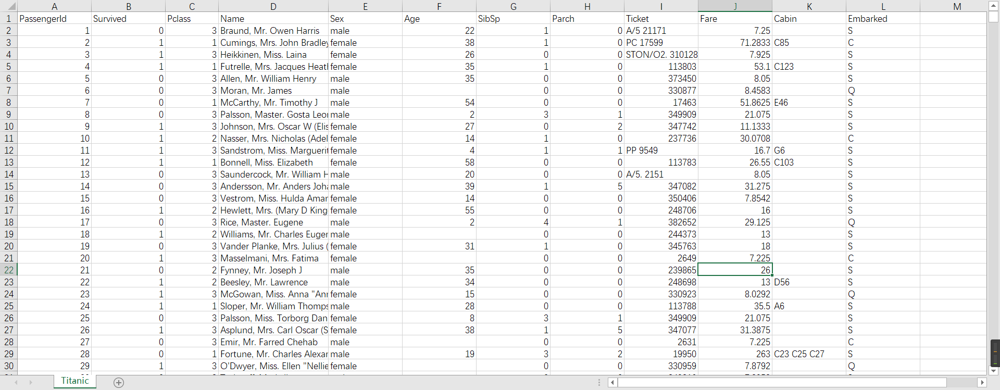 A B C D E F G H I J K L M
1 PassengerId Survived Pclass Name Sex Age SibSp Parch Ticket Fare Cabin Embarked
2 1 0 3 Braund, Mr. Owen Harris male 22 1 0 A/5 21171 7.25 S
3 2 1 1 Cumings, Mrs. John Bradley female 38 1 0 PC 17599 71.2833 C85 C
4 3 1 3 Heikkinen, Miss. Laina female 26 0 0 STON/O2. 310128 7.925 S
5 4 1 1 Futrelle, Mrs. Jacques Heatl female 35 1 0 113803 53.1 C123 S
6 5 0 3 Allen, Mr. William Henry male 35 0 0 373450 8.05 S
7 6 0 3 Moran, Mr. James male 0 0 330877 8.4583 Q
8 7 0 1 McCarthy, Mr. Timothy J male 54 0 0 17463 51.8625 E46 S
9 8 0 3 Palsson, Master. Gosta Leo male 2 3 1 349909 21.075 S
10 9 1 3 Johnson, Mrs. Oscar W (Elis female 27 0 2 347742 11.1333 S
11 10 1 2 Nasser, Mrs. Nicholas (Adel female 14 1 0 237736 30.0708 C
12 11 1 3 Sandstrom, Miss. Marguerit female 4 1 1 PP 9549 16.7 G6 S
13 12 1 1 Bonnell, Miss. Elizabeth female 58 0 0 113783 26.55 C103 S
14 13 0 3 Saundercock, Mr. William H male 20 0 0 A/5. 2151 8.05 S
15 14 0 3 Andersson, Mr. Anders Joha male 39 1 5 347082 31.275 S
16 15 0 3 Vestrom, Miss. Hulda Amar female 14 0 0 350406 7.8542 S
17 16 1 2 Hewlett, Mrs. (Mary D King female 55 0 0 248706 16 S
18 17 0 3 Rice, Master. Eugene male 2 4 1 382652 29.125 Q
19 18 1 2 Williams, Mr. Charles Euger male 0 0 244373 13 S
20 19 0 3 Vander Planke, Mrs. Julius ( female 31 1 0 345763 18 S
21 20 1 3 Masselmani, Mrs. Fatima female 0 0 2649 7.225 C
22 21 0 2 Fynney, Mr. Joseph J male 35 0 0 239865 26 S
23 22 1 2 Beesley, Mr. Lawrence male 34 0 0 248698 13 D56 S
24 23 1 3 McGowan, Miss. Anna "Ann female 15 0 0 330923 8.0292 Q
25 24 1 1 Sloper, Mr. William Thomps male 28 0 0 113788 35.5 A6 S
26 25 0 3 Palsson, Miss. Torborg Dan female 8 3 1 349909 21.075 S
27 26 1 3 Asplund, Mrs. Carl Oscar (S female 38 1 5 347077 31.3875 S
28 27 0 3 Emir, Mr. Farred Chehab male 0 0 2631 7.225 C
29 28 0 1 Fortune, Mr. Charles Alexar male 19 3 2 19950 263 C23 C25 C27 S
30 29 1 3 O'Dwyer, Miss. Ellen "Nellie female 0 0 330959 7.8792 Q
Titanic